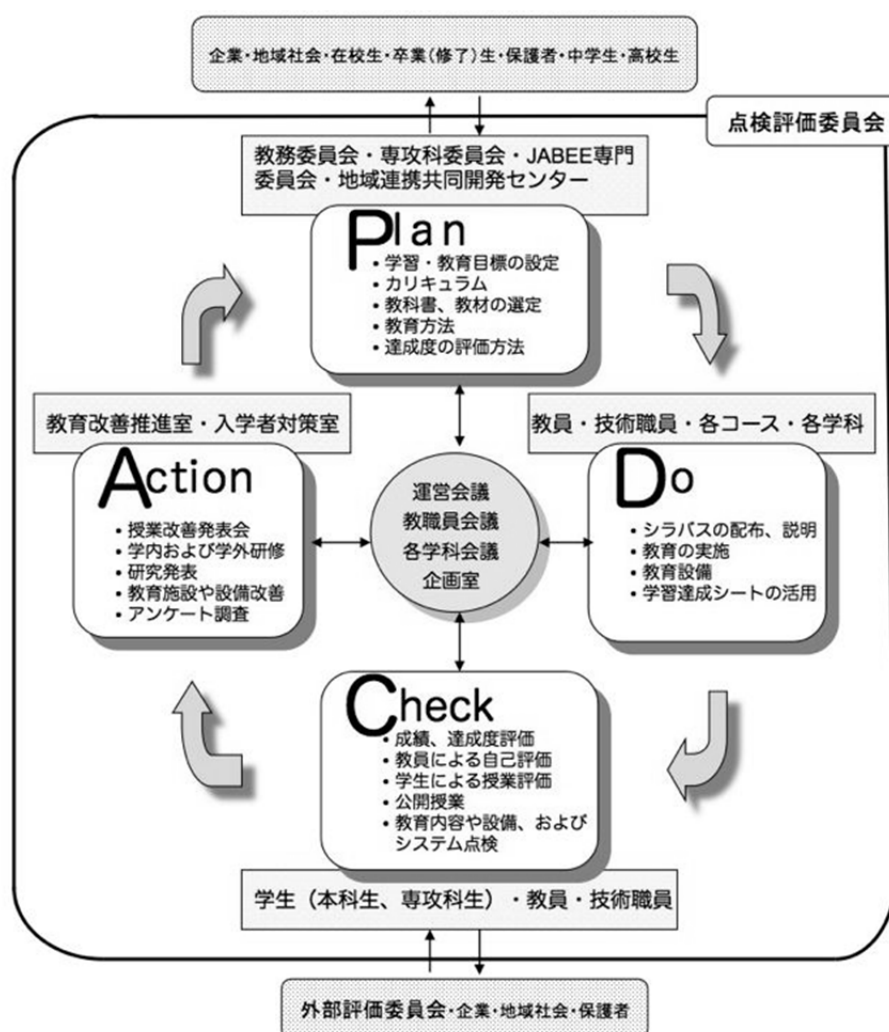 企業・地域社会・在校生・卒業(修了)生・保護者・中学生・高校生
点検評価委員会
教務委員会・専攻科委員会・JABEE専門
委員会・地域連携共同開発センター
Plan
• 学習・教育目標の設定
• カリキュラム
• 教科書、教材の選定
• 教育方法
• 達成度の評価方法
教育改善推進室・入学者対策室
Action
• 授業改善発表会
• 学内および学外研修
• 研究発表
• 教育施設や設備改善
• アンケート調査
運営会議
教職員会議
各学科会議
企画室
教員・技術職員・各コース・各学科
Do
• シラバスの配布、説明
• 教育の実施
• 教育設備
• 学習達成シートの活用
Check
• 成績、達成度評価
• 教員による自己評価
• 学生による授業評価
• 公開授業
• 教育内容や設備、および
システム点検
学生（本科生、専攻科生）・教員・技術職員
外部評価委員会・企業・地域社会・保護者